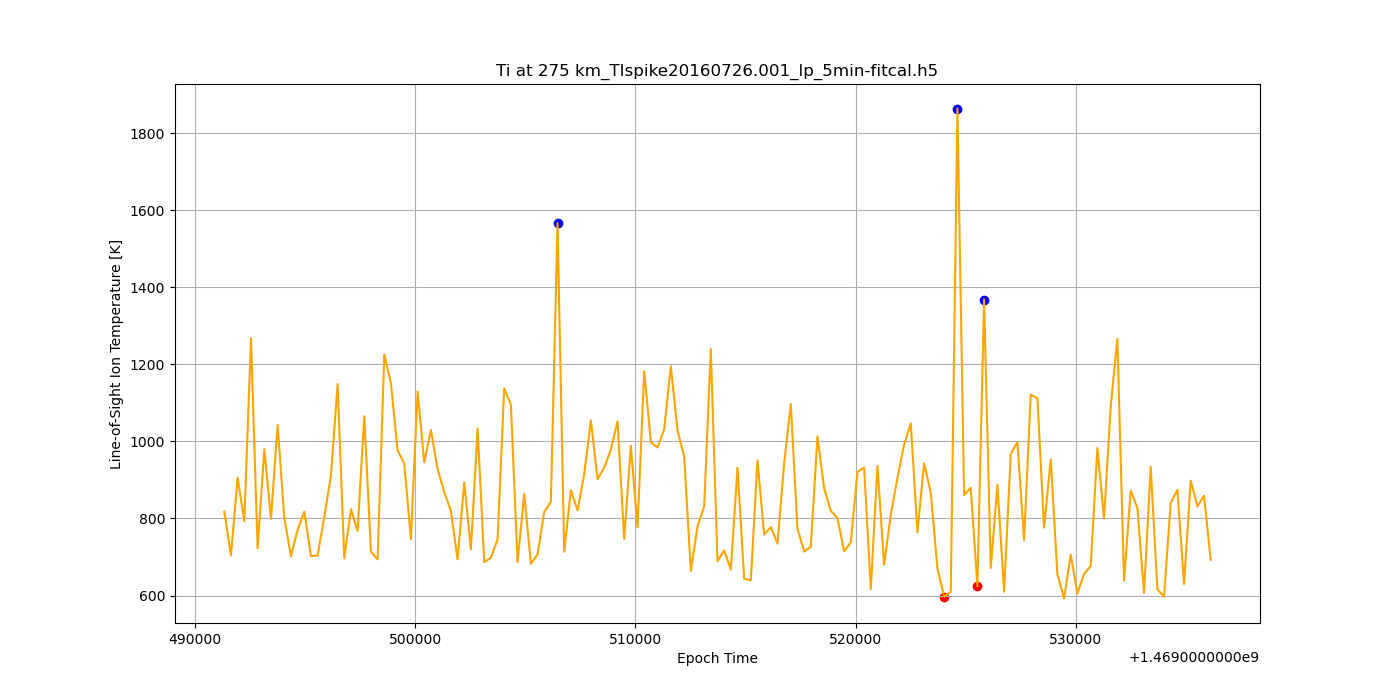 Ti at 275 km_TIspike20160726.001_lp_5min-fitcal.h5
Line-of-Sight Ion Temperature [K]
1800
1600
1400
1200
1000
800
600
490000 500000 510000 520000 530000
Epoch Time
+1.4690000000e9